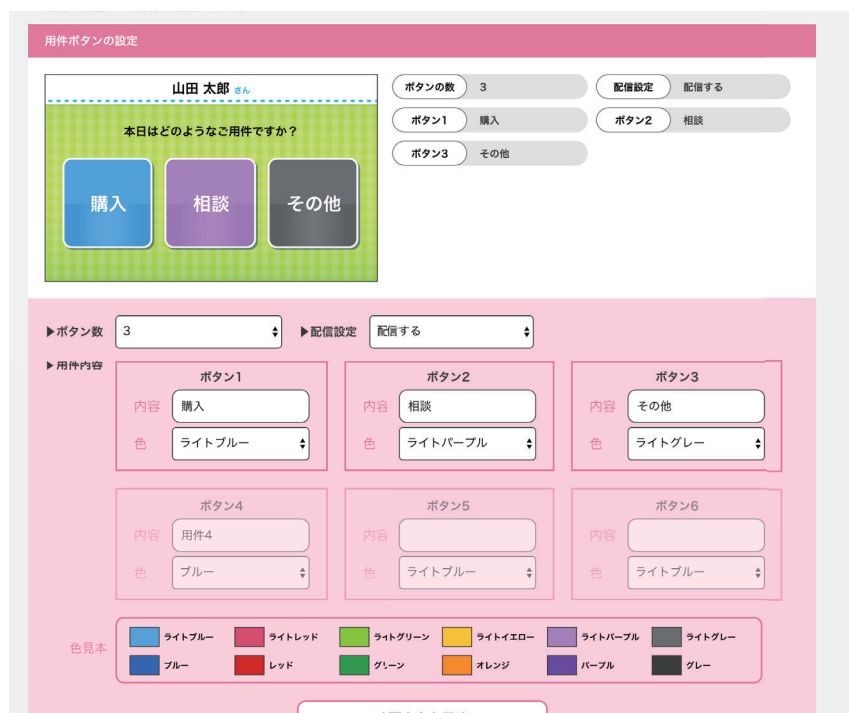 用件ボタンの設定
山田 太郎 さん
本日はどのようなご用件ですか？
購入 相談 その他
ボタンの数 3 配信設定 配信する
ボタン1 購入 ボタン2 相談
ボタン3 その他
▶ボタン数 3 ▶配信設定 配信する
▶用件内容
ボタン1 ボタン2 ボタン3
内容 購入 内容 相談 内容 その他
色 ライトブルー 色 ライトパープル 色 ライトグレー
ボタン4 ボタン5 ボタン6
内容 用件4 内容 内容
色 ブルー 色 ライトブルー 色 ライトブルー
色見本
ライトブルー ライトレッド ライトグリーン ライトイエロー ライトパープル ライトグレー
ブルー レッド グリーン オレンジ パープル グレー